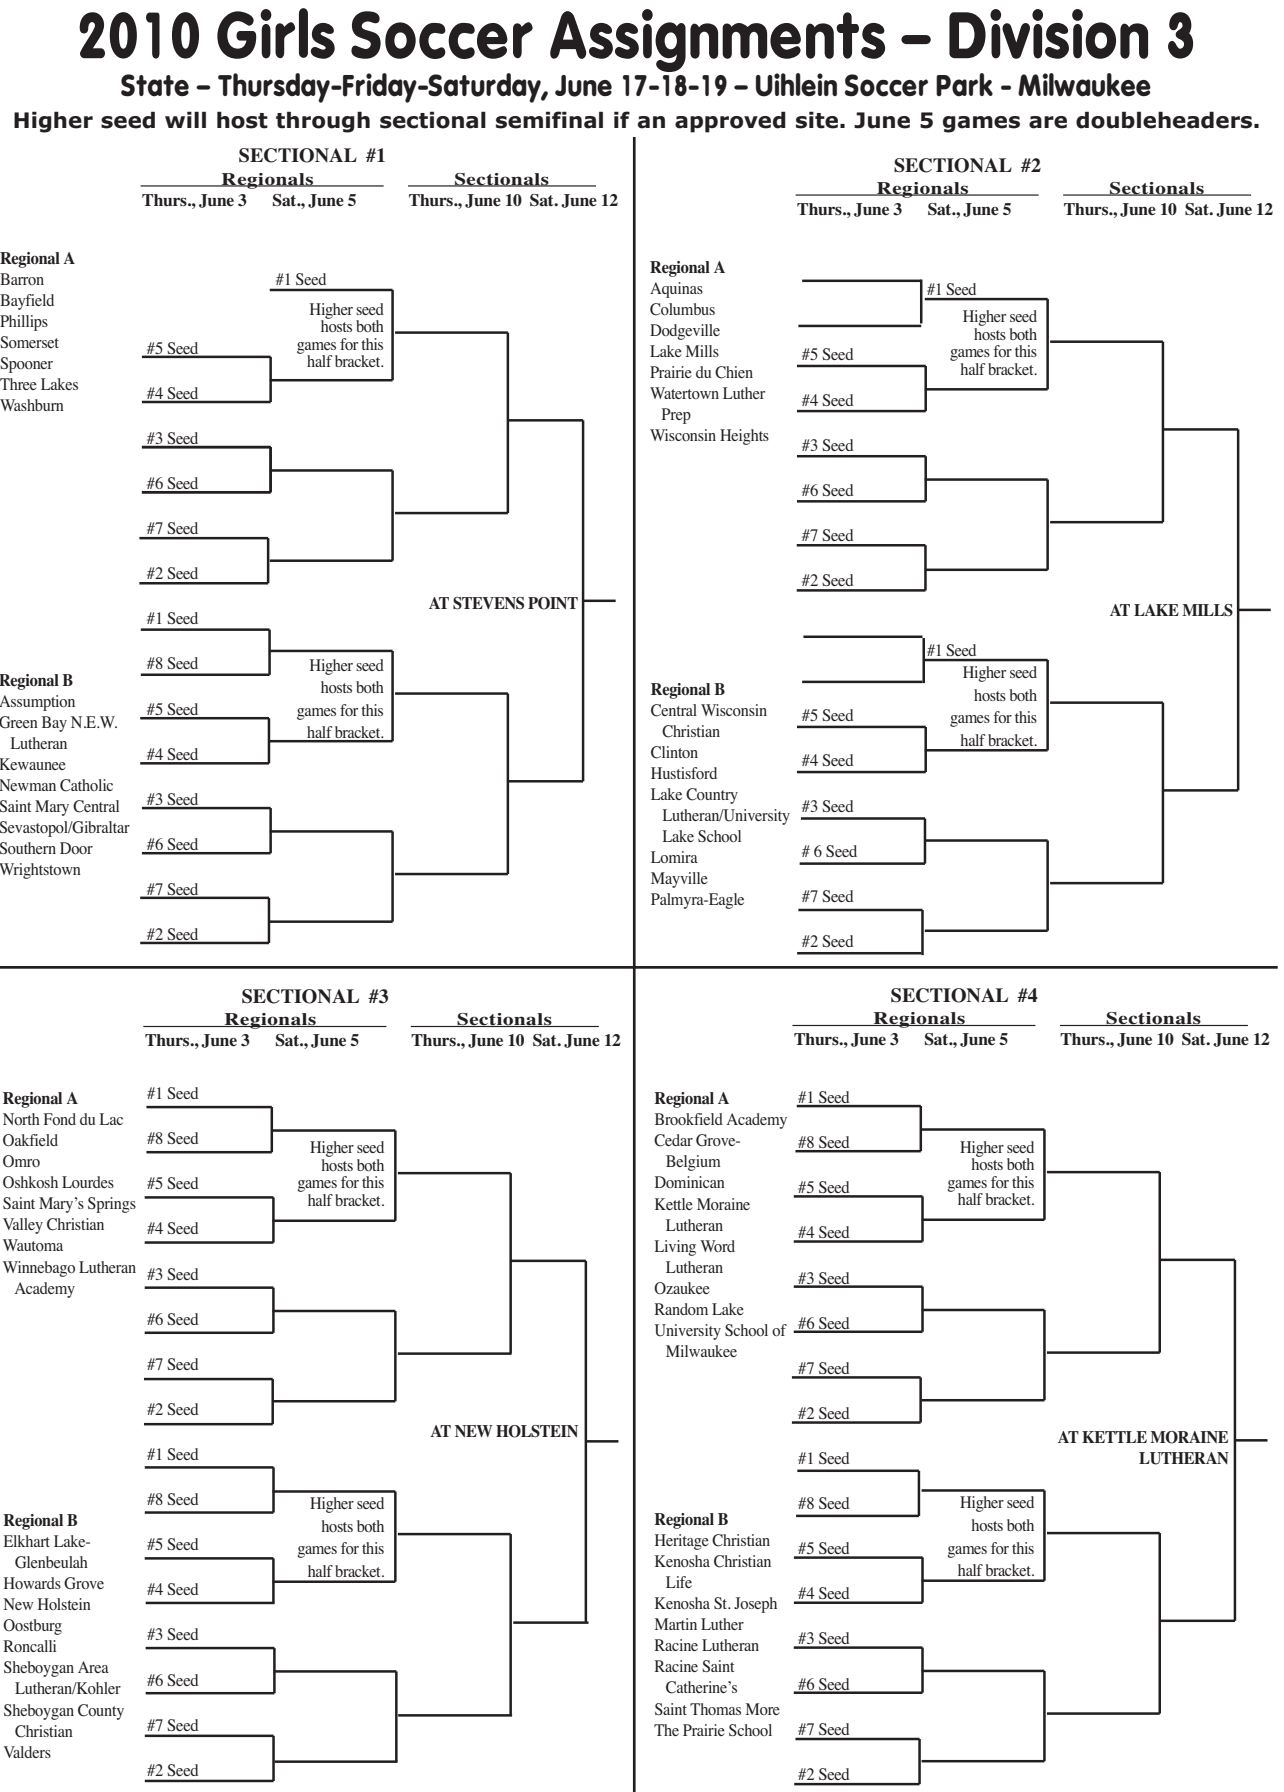 2010 Girls Soccer Assignments – Division 3
State – Thursday-Friday-Saturday, June 17-18-19 – Uihlein Soccer Park - Milwaukee
Higher seed will host through sectional semifinal if an approved site. June 5 games are doubleheaders.
SECTIONAL #1
Regionals
Sectionals
Thurs., June 3
Sat., June 5
Thurs., June 10
Sat. June 12
Regional A
Barron
Bayfield
Phillips
Somerset
Spooner
Three Lakes
Washburn
#1 Seed
Higher seed
hosts both
games for this
half bracket.
#5 Seed
#4 Seed
#3 Seed
#6 Seed
#7 Seed
#2 Seed
AT STEVENS POINT
Regional B
Assumption
Green Bay N.E.W.
Lutheran
Kewaunee
Newman Catholic
Saint Mary Central
Sevastopol/Gibraltar
Southern Door
Wrightstown
#1 Seed
#8 Seed
Higher seed
hosts both
games for this
half bracket.
#5 Seed
#4 Seed
#3 Seed
#6 Seed
#7 Seed
#2 Seed
SECTIONAL #2
Regionals
Sectionals
Thurs., June 3
Sat., June 5
Thurs., June 10
Sat. June 12
Regional A
Aquinas
Columbus
Dodgeville
Lake Mills
Prairie du Chien
Watertown Luther
Prep
Wisconsin Heights
#1 Seed
Higher seed
hosts both
games for this
half bracket.
#5 Seed
#4 Seed
#3 Seed
#6 Seed
#7 Seed
#2 Seed
AT LAKE MILLS
Regional B
Central Wisconsin
Christian
Clinton
Hustisford
Lake Country
Lutheran/University
Lake School
Lomira
Mayville
Palmyra-Eagle
#1 Seed
Higher seed
hosts both
games for this
half bracket.
#5 Seed
#4 Seed
#3 Seed
# 6 Seed
#7 Seed
#2 Seed
SECTIONAL #3
Regionals
Sectionals
Thurs., June 3
Sat., June 5
Thurs., June 10
Sat. June 12
Regional A
North Fond du Lac
Oakfield
Omro
Oshkosh Lourdes
Saint Mary’s Springs
Valley Christian
Wautoma
Winnebago Lutheran
Academy
#1 Seed
#8 Seed
Higher seed
hosts both
games for this
half bracket.
#5 Seed
#4 Seed
#3 Seed
#6 Seed
#7 Seed
#2 Seed
AT NEW HOLSTEIN
Regional B
Elkhart Lake-
Glenbeulah
Howards Grove
New Holstein
Oostburg
Roncalli
Sheboygan Area
Lutheran/Kohler
Sheboygan County
Christian
Valders
#1 Seed
#8 Seed
Higher seed
hosts both
games for this
half bracket.
#5 Seed
#4 Seed
#3 Seed
#6 Seed
#7 Seed
#2 Seed
SECTIONAL #4
Regionals
Sectionals
Thurs., June 3
Sat., June 5
Thurs., June 10
Sat. June 12
Regional A
Brookfield Academy
Cedar Grove-
Belgium
Dominican
Kettle Moraine
Lutheran
Living Word
Lutheran
Ozaukee
Random Lake
University School of
Milwaukee
#1 Seed
#8 Seed
Higher seed
hosts both
games for this
half bracket.
#5 Seed
#4 Seed
#3 Seed
#6 Seed
#7 Seed
#2 Seed
AT KETTLE MORAINE
LUTHERAN
Regional B
Heritage Christian
Kenosha Christian
Life
Kenosha St. Joseph
Martin Luther
Racine Lutheran
Racine Saint
Catherine’s
Saint Thomas More
The Prairie School
#1 Seed
#8 Seed
Higher seed
hosts both
games for this
half bracket.
#5 Seed
#4 Seed
#3 Seed
#6 Seed
#7 Seed
#2 Seed